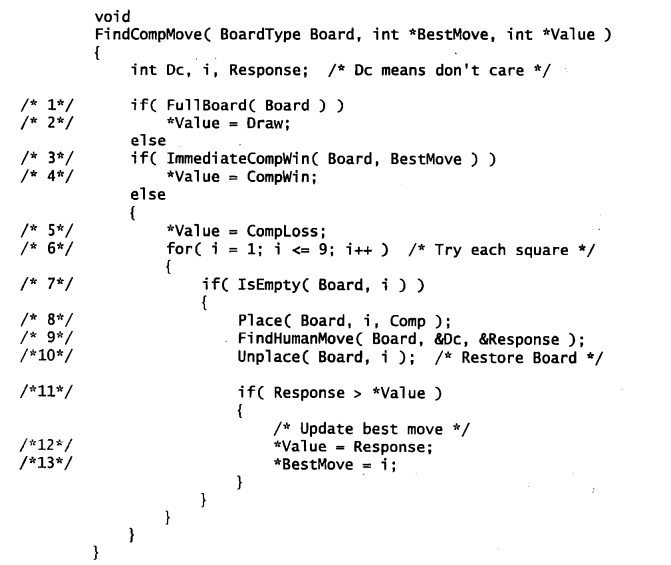 void
FindCompMove( BoardType Board, int *BestMove, int *Value )
{
int Dc, i, Response; /* Dc means don't care */
/* 1*/ if( FullBoard( Board ) )
/* 2*/ *Value = Draw;
else
/* 3*/ if( ImmediateCompWin( Board, BestMove ) )
/* 4*/ *Value = CompWin;
else
{
/* 5*/ *Value = CompLoss;
/* 6*/ for( i = 1; i <= 9; i++ ) /* Try each square */
{
/* 7*/ if( IsEmpty( Board, i ) )
{
/* 8*/ Place( Board, i, Comp );
/* 9*/ FindHumanMove( Board, &Dc, &Response );
/*10*/ Unplace( Board, i ); /* Restore Board */
/*11*/ if( Response > *Value )
{
/* Update best move */
/*12*/ *Value = Response;
/*13*/ *BestMove = i;
}
}
}
}
}